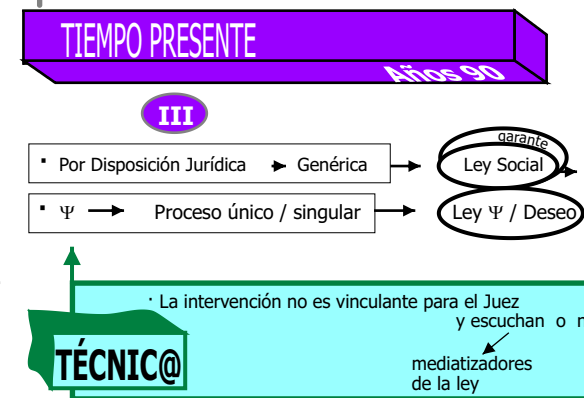 TIEMPO PRESENTE
Años 90
III
garante
· Por Disposición Jurídica → Genérica → Ley Social →
· Ψ → Proceso único / singular → Ley Ψ / Deseo
· La intervención no es vinculante para el Juez
y escuchan o
TÉCNIC@
mediatizadores
de la ley